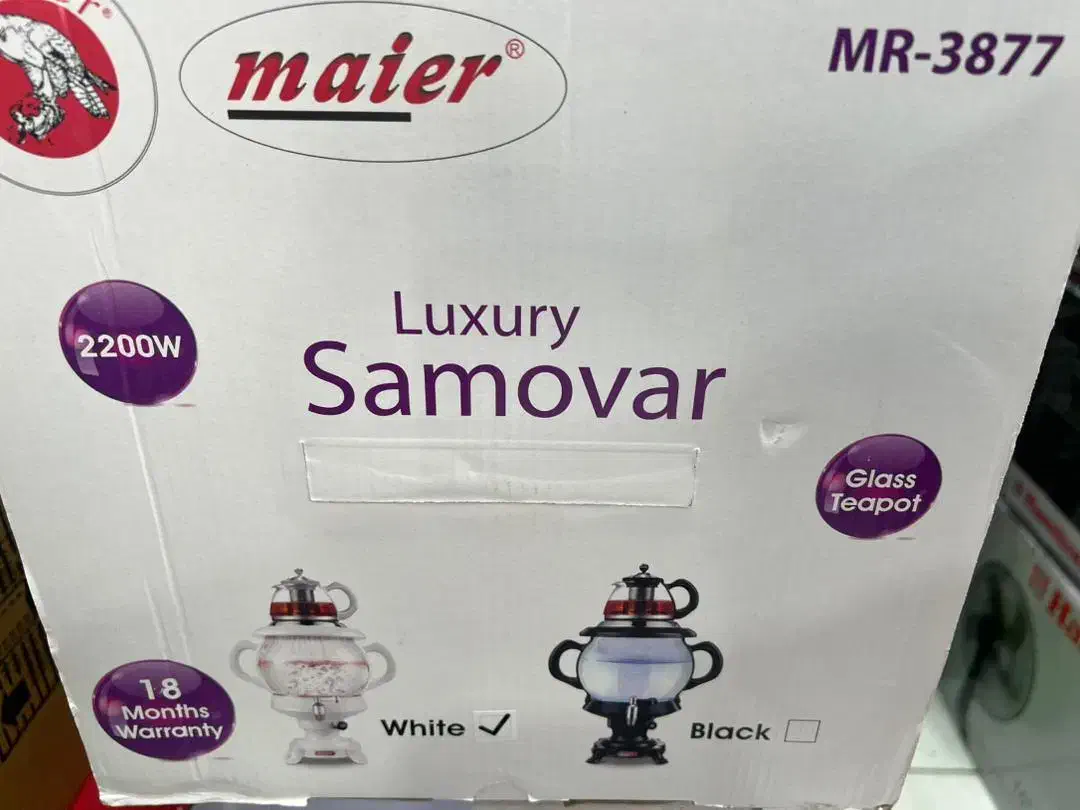 maier®
MR-3877
2200W
Luxury
Samovar
Glass
Teapot
18
Months
Warranty
White
Black